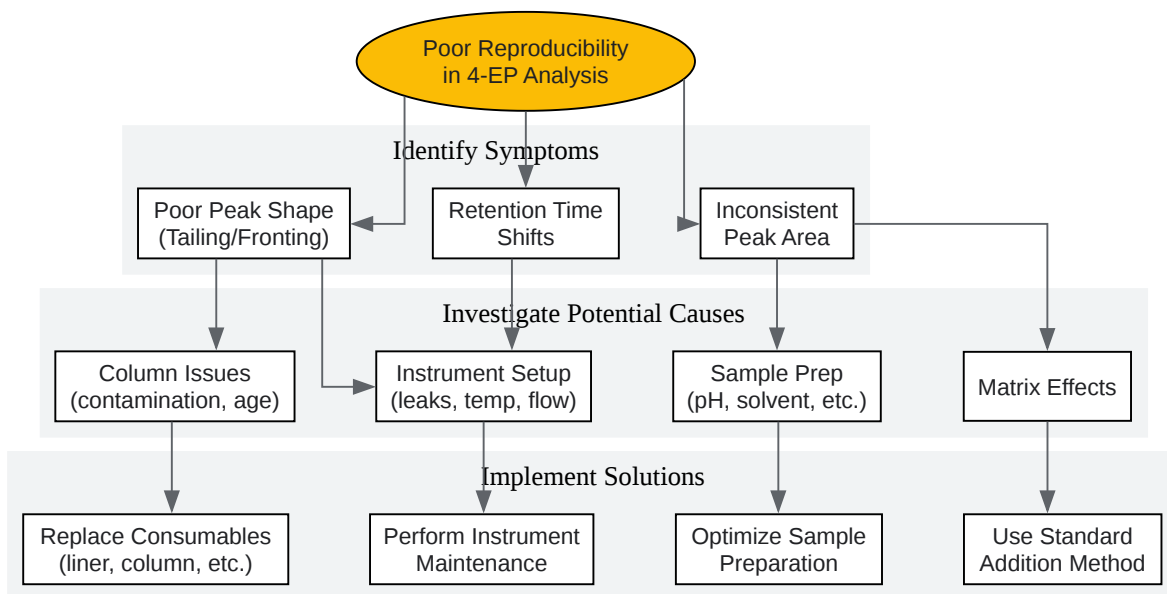 Poor Reproducibility
in 4-EP Analysis
Identify Symptoms
Poor Peak Shape
(Tailing/Fronting)
Retention Time
Shifts
Inconsistent
Peak Area
Investigate Potential Causes
Column Issues
(contamination, age)
Instrument Setup
(leaks, temp, flow)
Sample Prep
(pH, solvent, etc.)
Matrix Effects
Implement Solutions
Replace Consumables
(liner, column, etc.)
Perform Instrument
Maintenance
Optimize Sample
Preparation
Use Standard
Addition Method